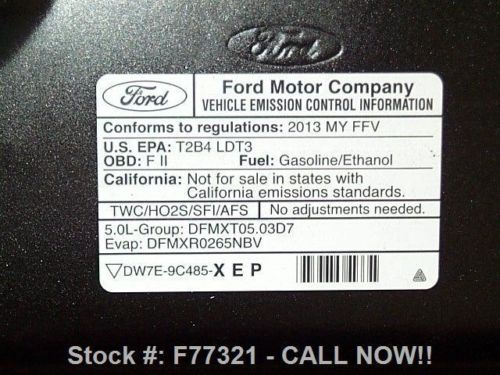 Ford
Ford
Ford Motor Company
VEHICLE EMISSION CONTROL INFORMATION
Conforms to regulations: 2013 MY FFV
U.S. EPA: T2B4 LDT3
OBD: F II Fuel: Gasoline/Ethanol
California: Not for sale in states with
California emissions standards.
TWC/HO2S/SFI/AFS No adjustments needed.
5.0L-Group: DFMXT05.03D7
Evap: DFMXR0265NBV
DW7E-9C485-X E P
Stock #: F77321 - CALL NOW!!